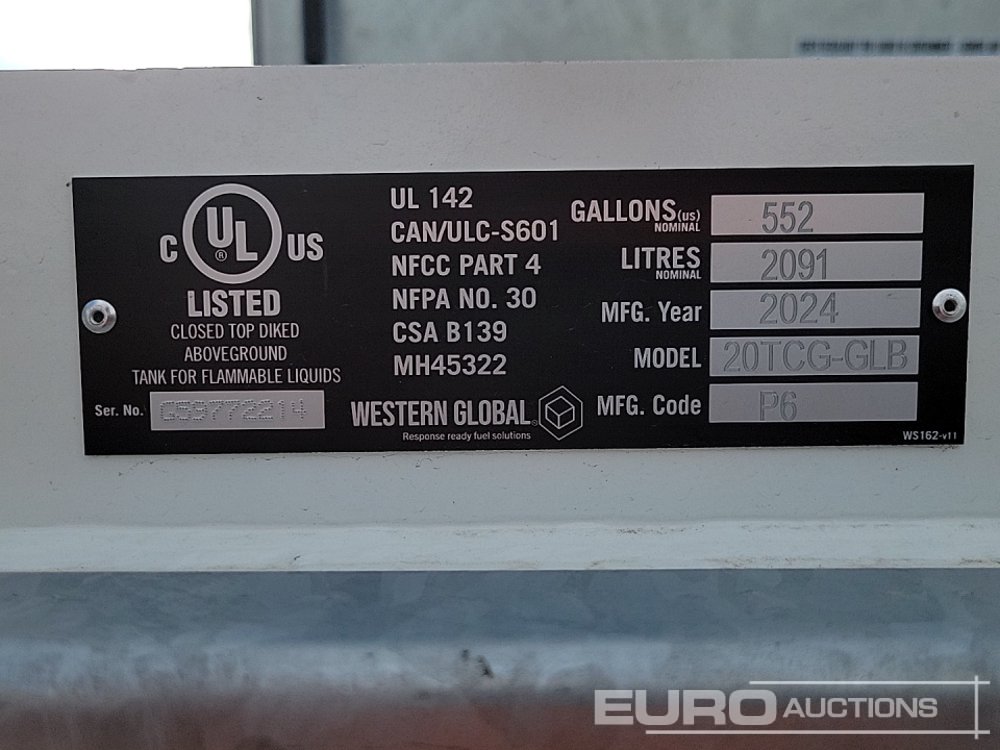 C UL ® US
LISTED
CLOSED TOP DIKED
ABOVEGROUND
TANK FOR FLAMMABLE LIQUIDS
Ser. No. G59772214
UL 142
CAN/ULC-S601
NFCC PART 4
NFPA NO. 30
CSA B139
MH45322
WESTERN GLOBAL®
Response ready fuel solutions
GALLONS (US) NOMINAL 552
LITRES NOMINAL 2091
MFG. Year 2024
MODEL 20TCG-GLB
MFG. Code P6
WS162-v11
EURO AUCTIONS